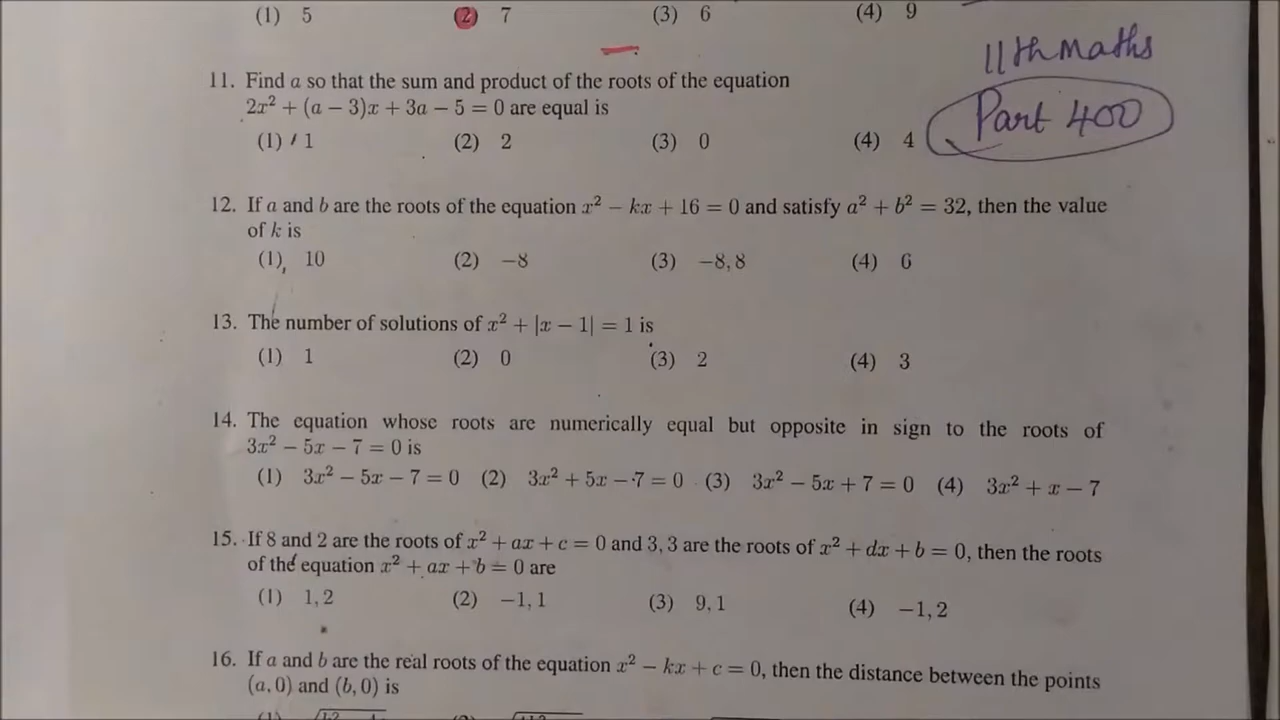 (1) 5 (2) 7 (3) 6 (4) 9
11th Maths
Part 400
11. Find a so that the sum and product of the roots of the equation
2x² + (a − 3)x + 3a − 5 = 0 are equal is
(1) 1 (2) 2 (3) 0 (4) 4
12. If a and b are the roots of the equation x² − kx + 16 = 0 and satisfy a² + b² = 32, then the value
of k is
(1) 10 (2) −8 (3) −8, 8 (4) 6
13. The number of solutions of x² + |x − 1| = 1 is
(1) 1 (2) 0 (3) 2 (4) 3
14. The equation whose roots are numerically equal but opposite in sign to the roots of
3x² − 5x − 7 = 0 is
(1) 3x² − 5x − 7 = 0 (2) 3x² + 5x − 7 = 0 (3) 3x² − 5x + 7 = 0 (4) 3x² + x − 7
15. If 8 and 2 are the roots of x² + ax + c = 0 and 3, 3 are the roots of x² + dx + b = 0, then the roots
of the equation x² + ax + b = 0 are
(1) 1, 2 (2) −1, 1 (3) 9, 1 (4) −1, 2
16. If a and b are the real roots of the equation x² − kx + c = 0, then the distance between the points
(a, 0) and (b, 0) is